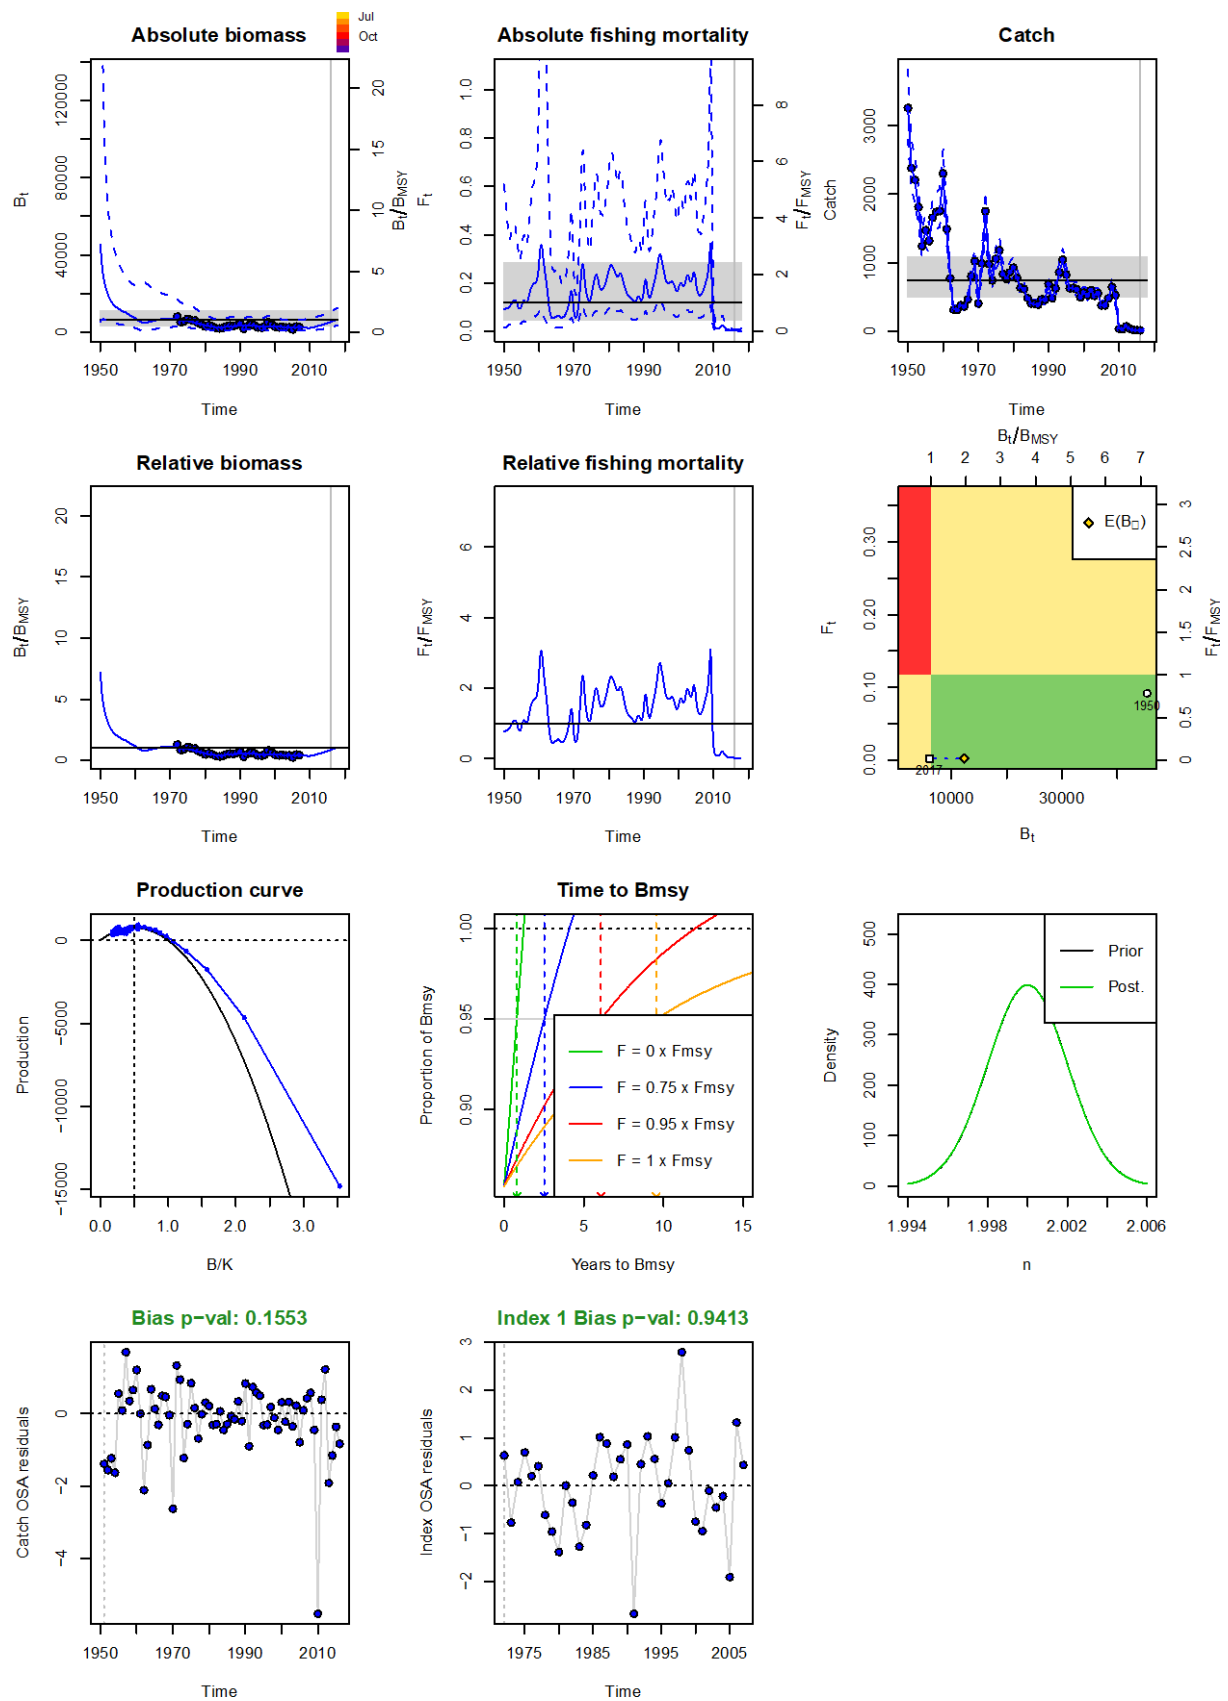 Absolute biomass
Jul
Oct
Bt
0 40000 80000 120000
0 5 10 15 20
Bt/BMSY
1950 1970 1990 2010
Time
Absolute fishing mortality
Ft
0.0 0.2 0.4 0.6 0.8 1.0
0 2 4 6 8
Ft/FMSY
1950 1970 1990 2010
Time
Catch
Catch
0 1000 2000 3000
1950 1970 1990 2010
Time
Relative biomass
Bt/BMSY
0 5 10 15 20
1950 1970 1990 2010
Time
Relative fishing mortality
Ft/FMSY
0 2 4 6
1950 1970 1990 2010
Time
Bt/BMSY
1 2 3 4 5 6 7
E(B□)
Ft
0.00 0.10 0.20 0.30
0 0.5 1 1.5 2 2.5 3
Ft/FMSY
1950
2017
10000 30000
Bt
Production curve
Production
−15000 −10000 −5000 0
0.0 1.0 2.0 3.0
B/K
Time to Bmsy
Proportion of Bmsy
0.90 0.95 1.00
F = 0 x Fmsy
F = 0.75 x Fmsy
F = 0.95 x Fmsy
F = 1 x Fmsy
0 5 10 15
Years to Bmsy
Prior
Post.
Density
0 100 200 300 400 500
1.994 1.998 2.002 2.006
n
Bias p−val: 0.1553
Catch OSA residuals
−4 −2 0
1950 1970 1990 2010
Time
Index 1 Bias p−val: 0.9413
Index OSA residuals
−2 −1 0 1 2 3
1975 1985 1995 2005
Time